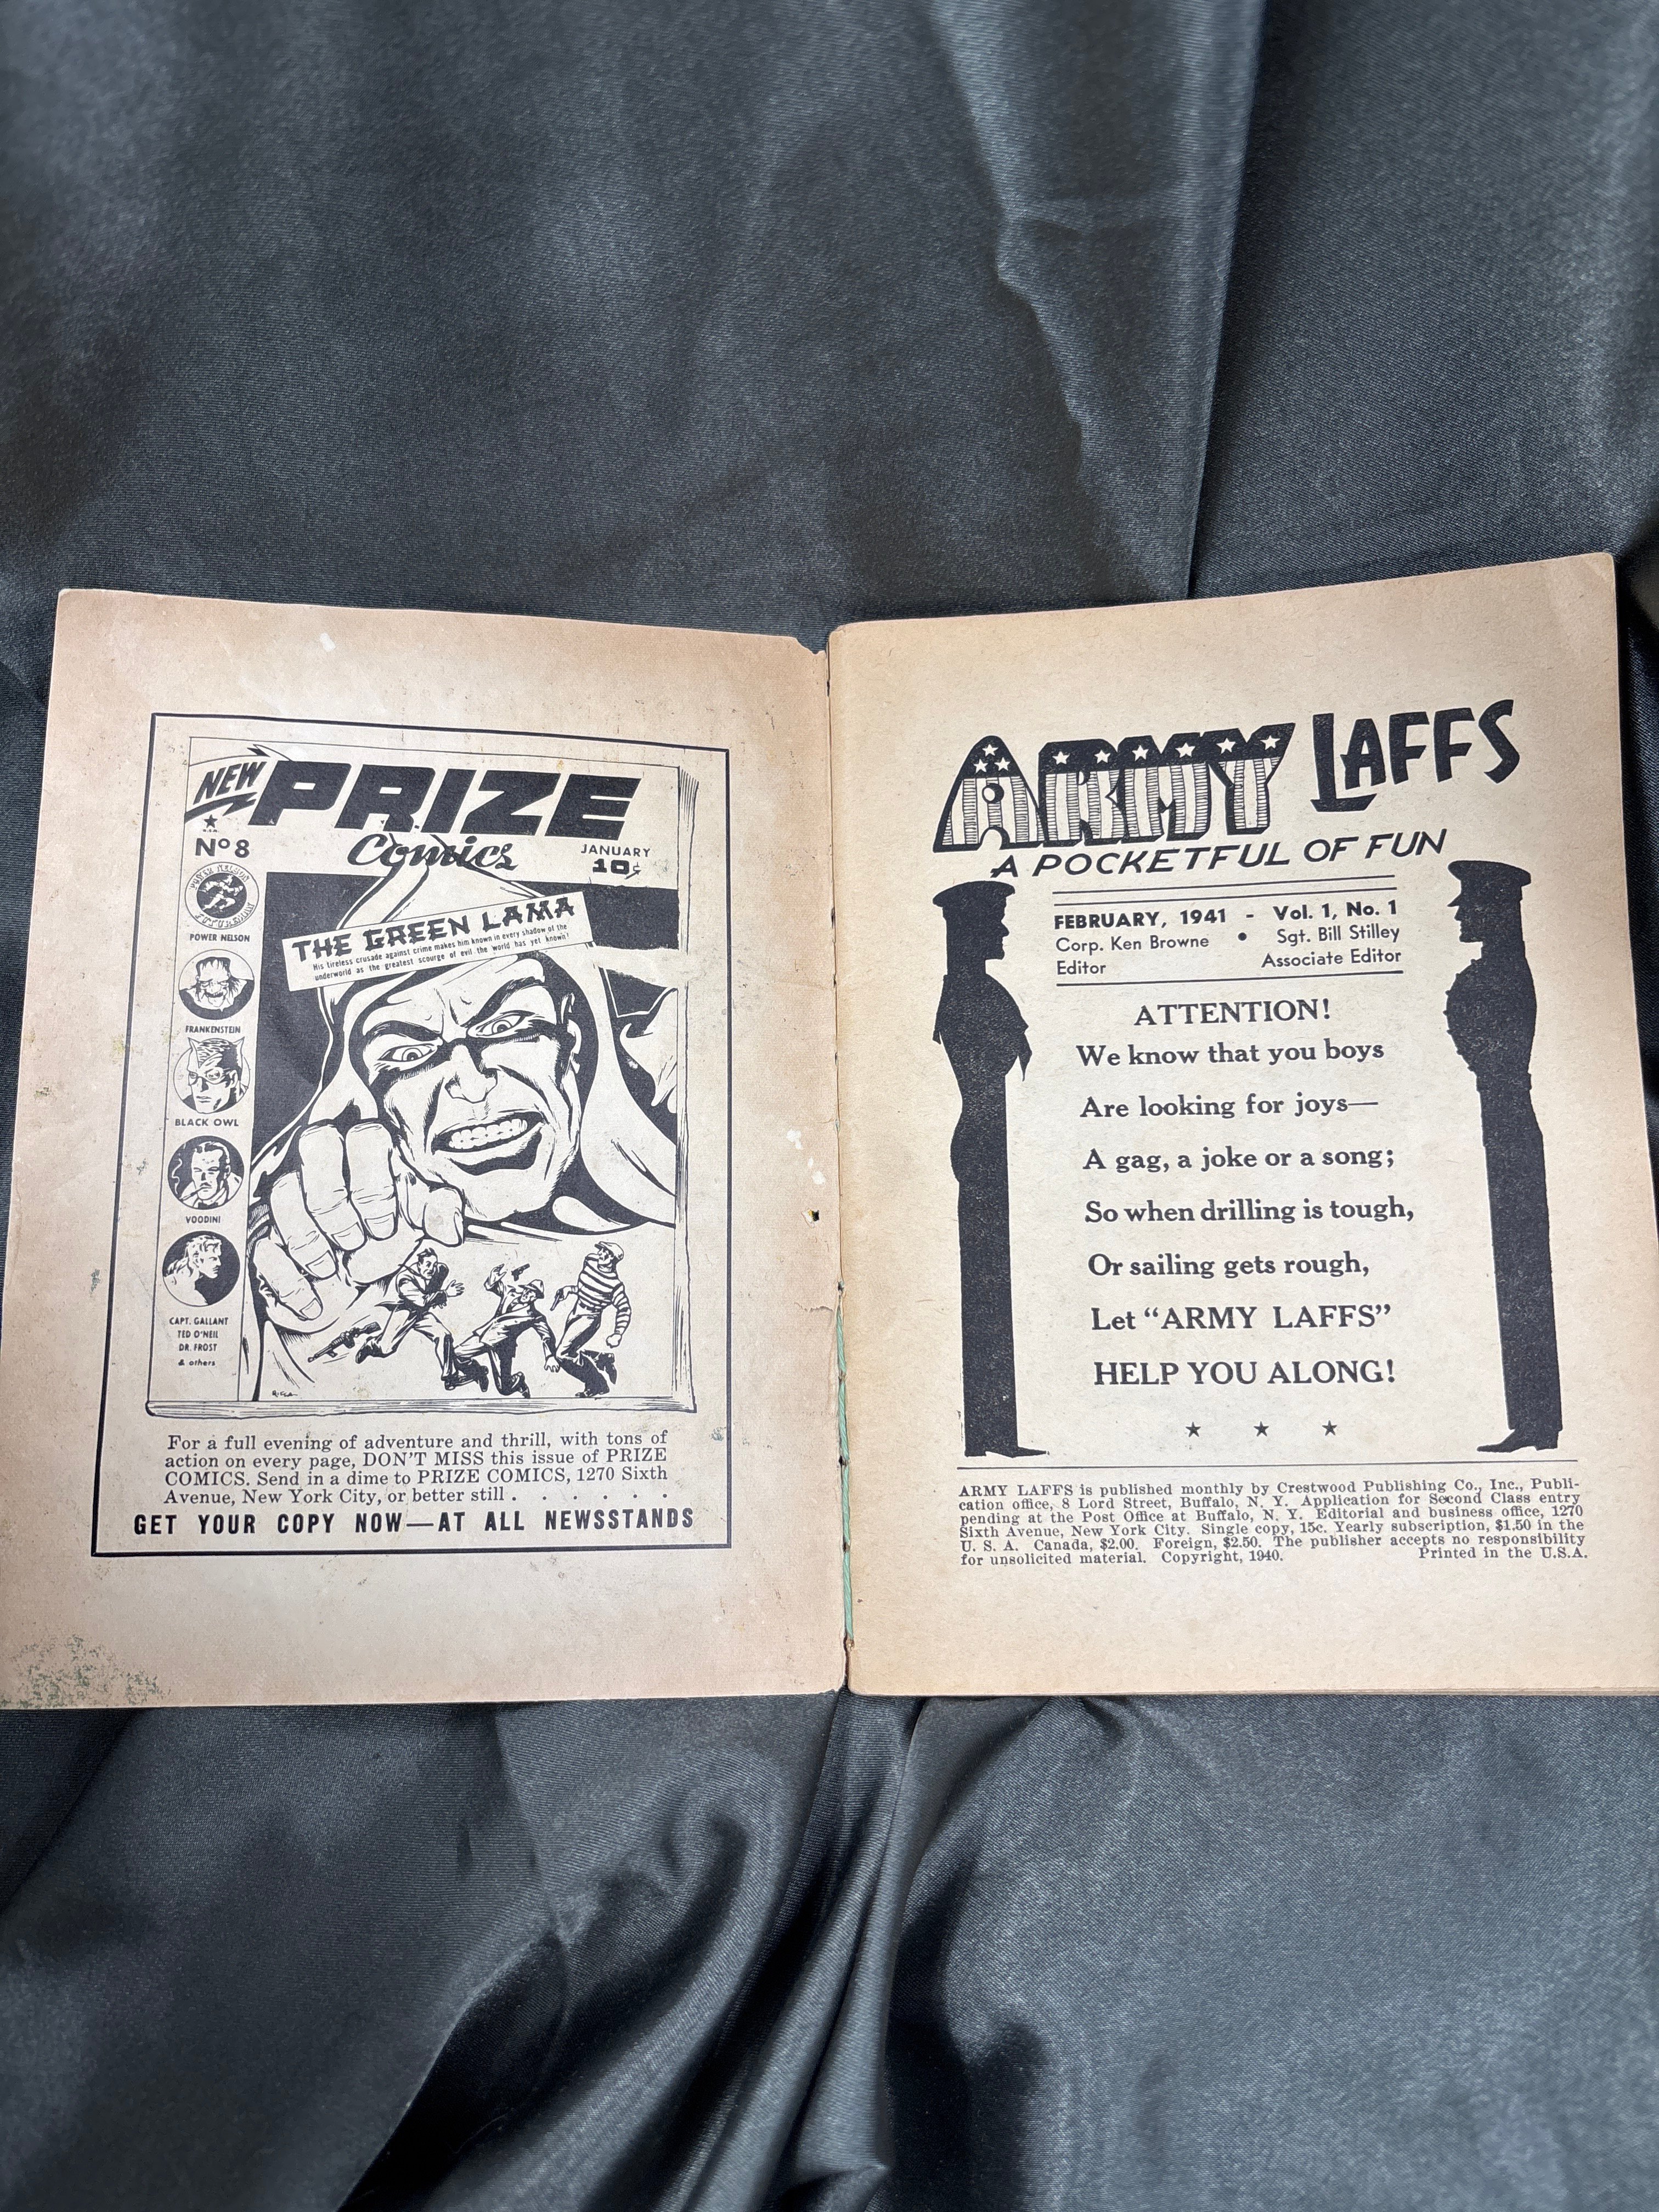 NEW PRIZE
Comics
No 8
JANUARY
10¢
THE GREEN LAMA
His tireless crusade against crime makes him known in every shadow of the
underworld as the greatest scourge of evil the world has yet known!
POWER NELSON
FRANKENSTEIN
BLACK OWL
VOODINI
CAPT. GALLANT
TED O'NEIL
DR. FROST
& others
For a full evening of adventure and thrill, with tons of
action on every page, DON'T MISS this issue of PRIZE
COMICS. Send in a dime to PRIZE COMICS, 1270 Sixth
Avenue, New York City, or better still . . . . . .
GET YOUR COPY NOW—AT ALL NEWSSTANDS
ARMY LAFFS
A POCKETFUL OF FUN
FEBRUARY, 1941 - Vol. 1, No. 1
Corp. Ken Browne • Sgt. Bill Stilley
Editor Associate Editor
ATTENTION!
We know that you boys
Are looking for joys—
A gag, a joke or a song;
So when drilling is tough,
Or sailing gets rough,
Let "ARMY LAFFS"
HELP YOU ALONG!
★ ★ ★
ARMY LAFFS is published monthly by Crestwood Publishing Co., Inc., Publi-
cation office, 8 Lord Street, Buffalo, N. Y. Application for Second Class entry
pending at the Post Office at Buffalo, N. Y. Editorial and business office, 1270
Sixth Avenue, New York City. Single copy, 15c. Yearly subscription, $1.50 in the
U. S. A. Canada, $2.00. Foreign, $2.50. The publisher accepts no responsibility
for unsolicited material. Copyright, 1940. Printed in the U.S.A.